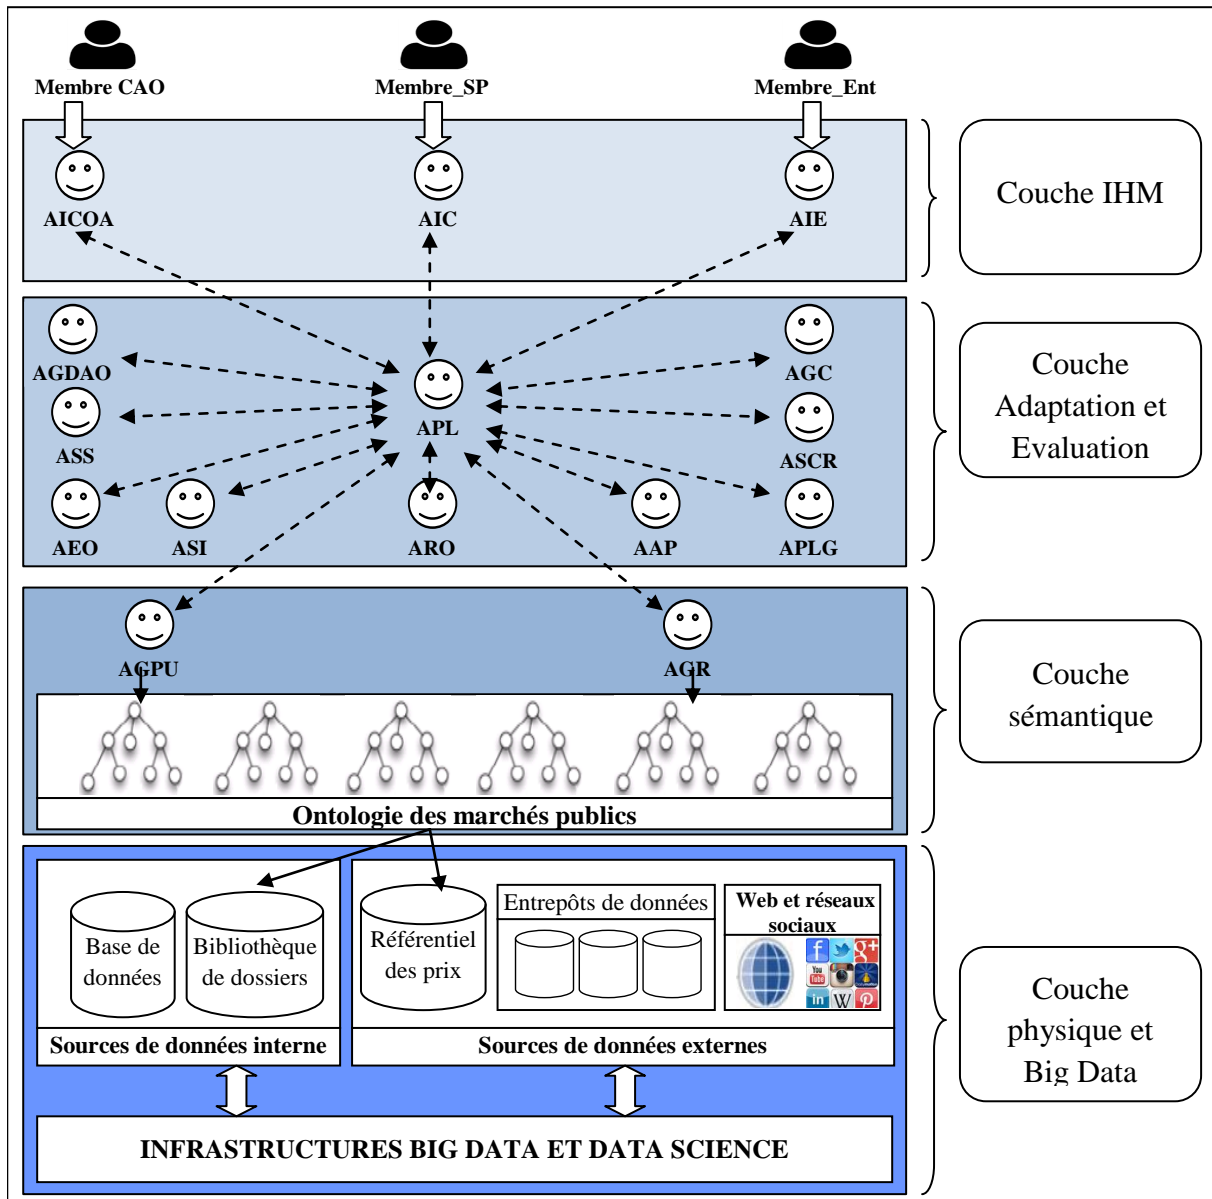 Membre CAO
Membre_SP
Membre_Ent
AICOA
AIC
AIE
Couche IHM
AGDAO
AGC
ASS
APL
ASCR
AEO
ASI
ARO
AAP
APLG
Couche
Adaptation et
Evaluation
AGPU
AGR
Ontologie des marchés publics
Couche
sémantique
Base de
données
Bibliothèque
de dossiers
Sources de données interne
Référentiel
des prix
Entrepôts de données
Web et réseaux
sociaux
f
g+
You
Tube
in
W
Sources de données externes
INFRASTRUCTURES BIG DATA ET DATA SCIENCE
Couche
physique et
Big Data